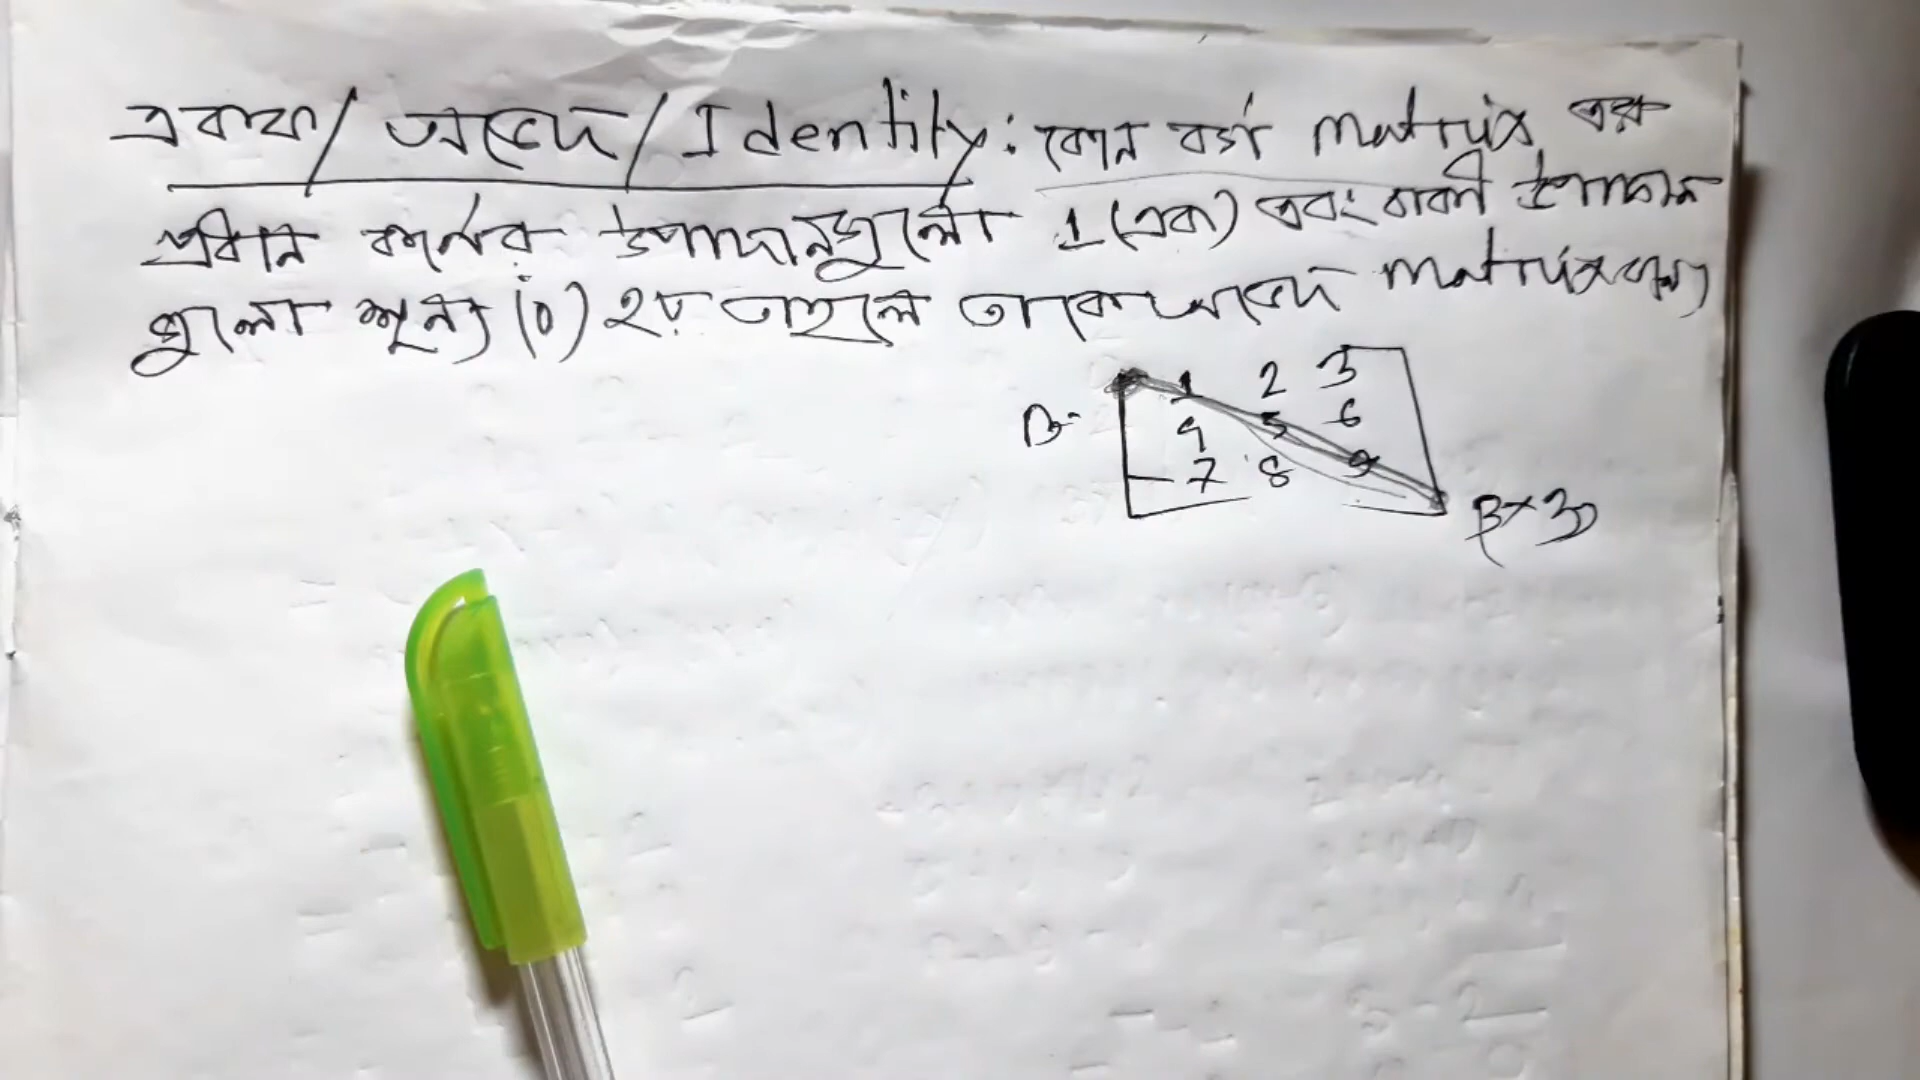 একক/অভেদ/Identity: কোন বর্গ matrix এর
প্রধান কর্নের উপাদানগুলো 1 (এক) এবং বাকী উপাদান
গুলো শূন্য (0) হয় তাহলে তাকে অভেদ matrix বলে
1 2 3
B=
4 5 6
7 8 9
3×3